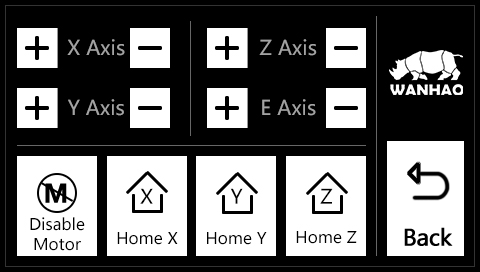 + X Axis − + Z Axis −
+ Y Axis − + E Axis −
WANHAO
M X Y Z
Disable
Motor
Home X
Home Y
Home Z
Back